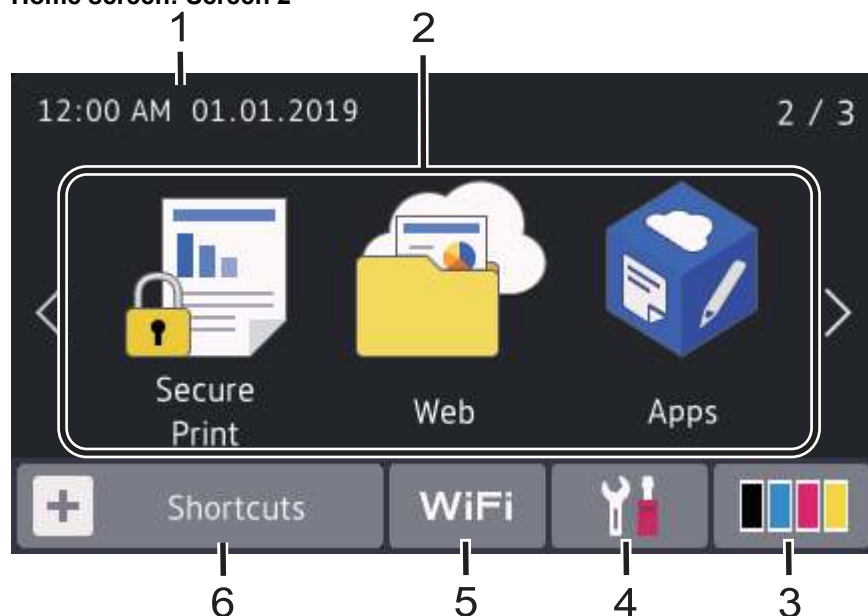 Home screen: Screen 2
1
2
12:00 AM 01.01.2019
2 / 3
Secure
Print
Web
Apps
Shortcuts
WiFi
6
5
4
3